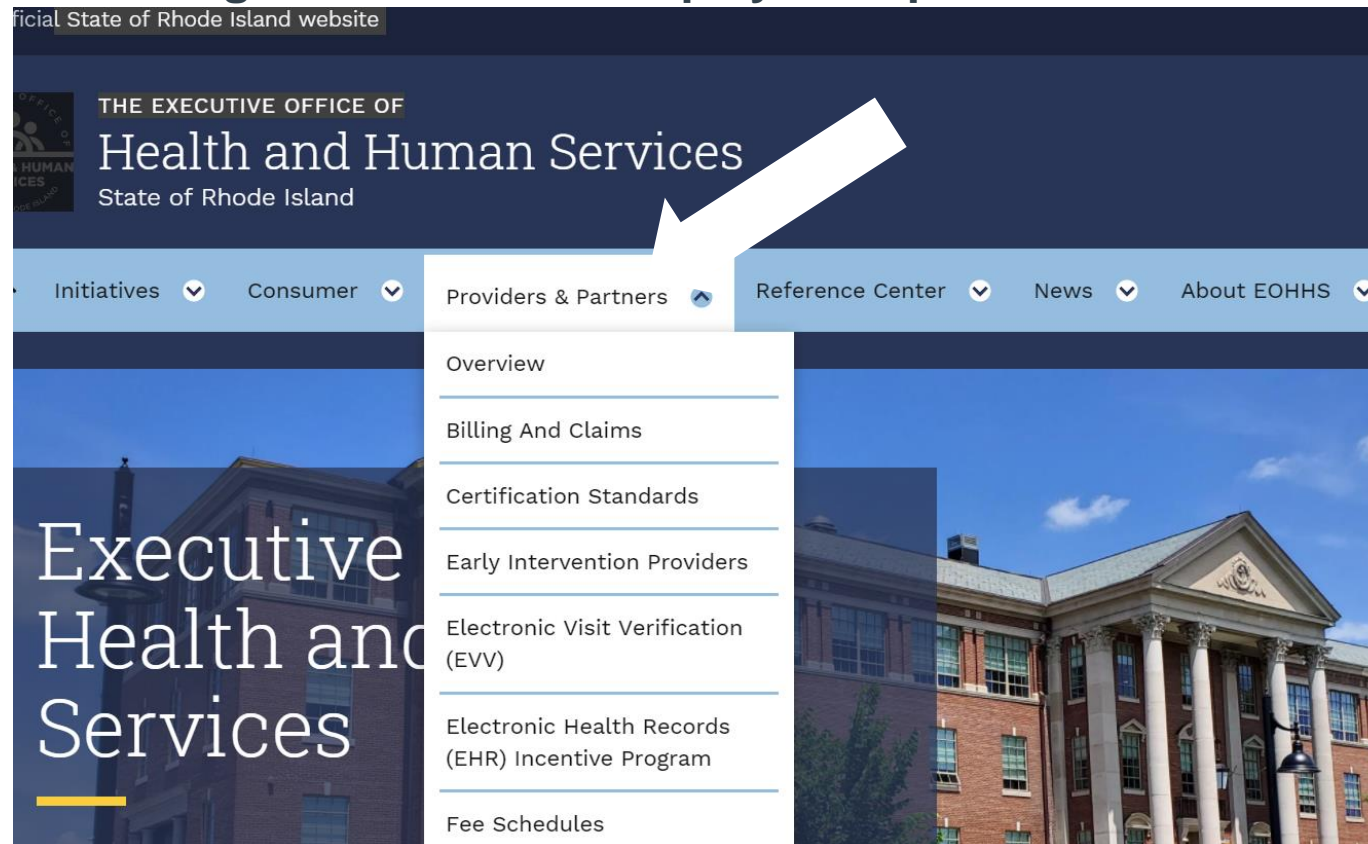 ficial State of Rhode Island website
THE EXECUTIVE OFFICE OF
Health and Human Services
State of Rhode Island
HUMAN
Initiatives
Consumer
Providers & Partners
Reference Center
News
About EOHHS
Overview
Billing And Claims
Certification Standards
Early Intervention Providers
Electronic Visit Verification
(EVV)
Electronic Health Records
(EHR) Incentive Program
Fee Schedules
Executive
Health and
Services